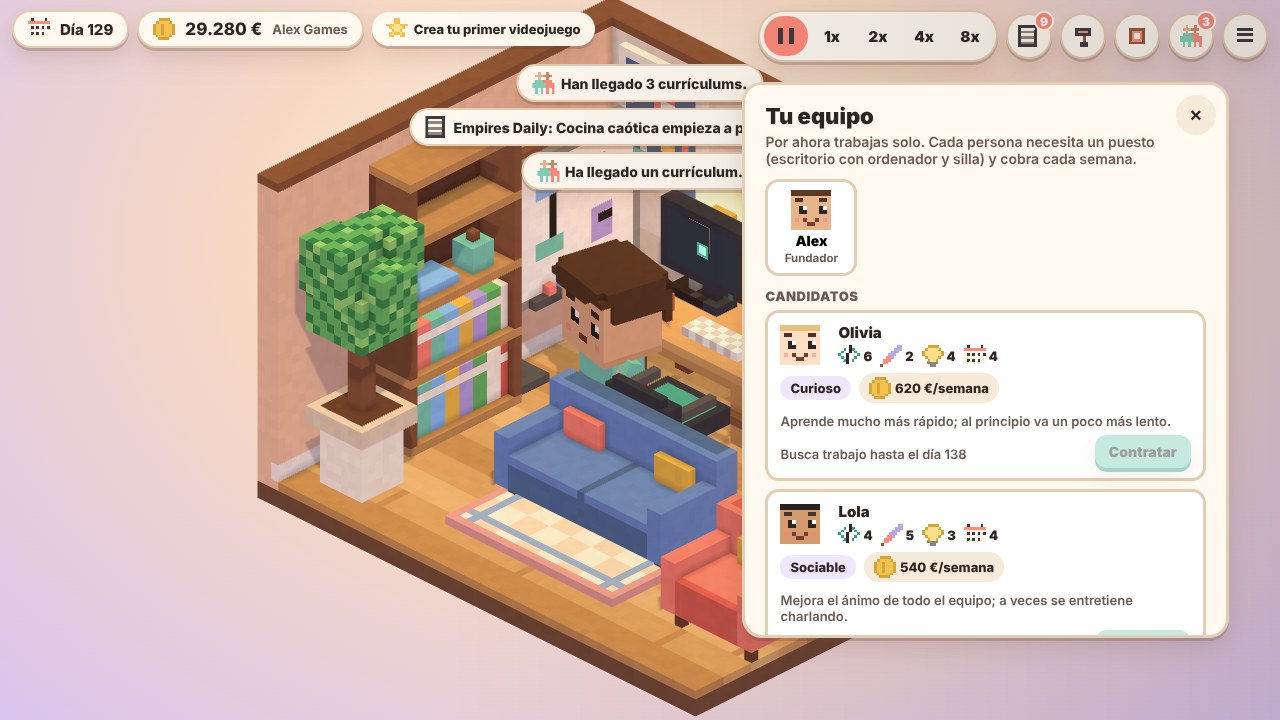 Día 129
29.280 € Alex Games
Crea tu primer videojuego
1x 2x 4x 8x
9
3
Han llegado 3 currículums.
Empires Daily: Cocina caótica empieza a p
Ha llegado un currículum.
Tu equipo
Por ahora trabajas solo. Cada persona necesita un puesto
(escritorio con ordenador y silla) y cobra cada semana.
Alex
Fundador
CANDIDATOS
Olivia
6 2 4 4
Curioso 620 €/semana
Aprende mucho más rápido; al principio va un poco más lento.
Busca trabajo hasta el día 138
Contratar
Lola
4 5 3 4
Sociable 540 €/semana
Mejora el ánimo de todo el equipo; a veces se entretiene
charlando.